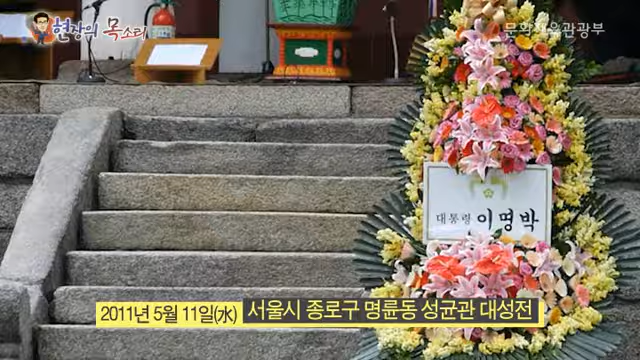 현장의 목소리
문화체육관광부
대통령 이명박
2011년 5월 11일(水) 서울시 종로구 명륜동 성균관 대성전